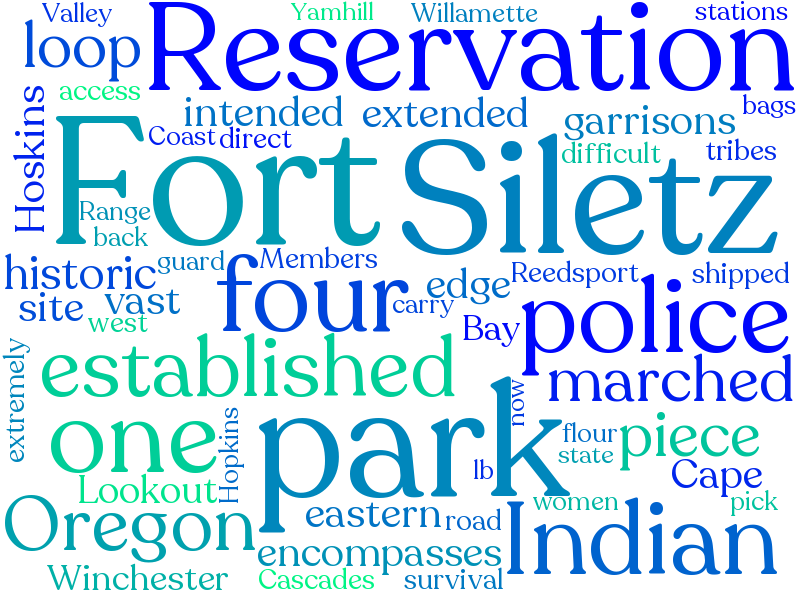 Valley
Yamhill
Willamette
stations
loop
Reservation
access
intended
extended
bags
Hoskins
Coast
direct
garrisons
Fort
Siletz
difficult
tribes
Range
back
historic
guard
Members
Reedsport
shipped
site
vast
four
carry
edge
west
Bay
police
extremely
established
marched
now
one
Hopkins
park
flour
piece
state
lb
Cape
Lookout
Oregon
eastern
road
women
pick
Indian
encompasses
Winchester
Cascades
survival